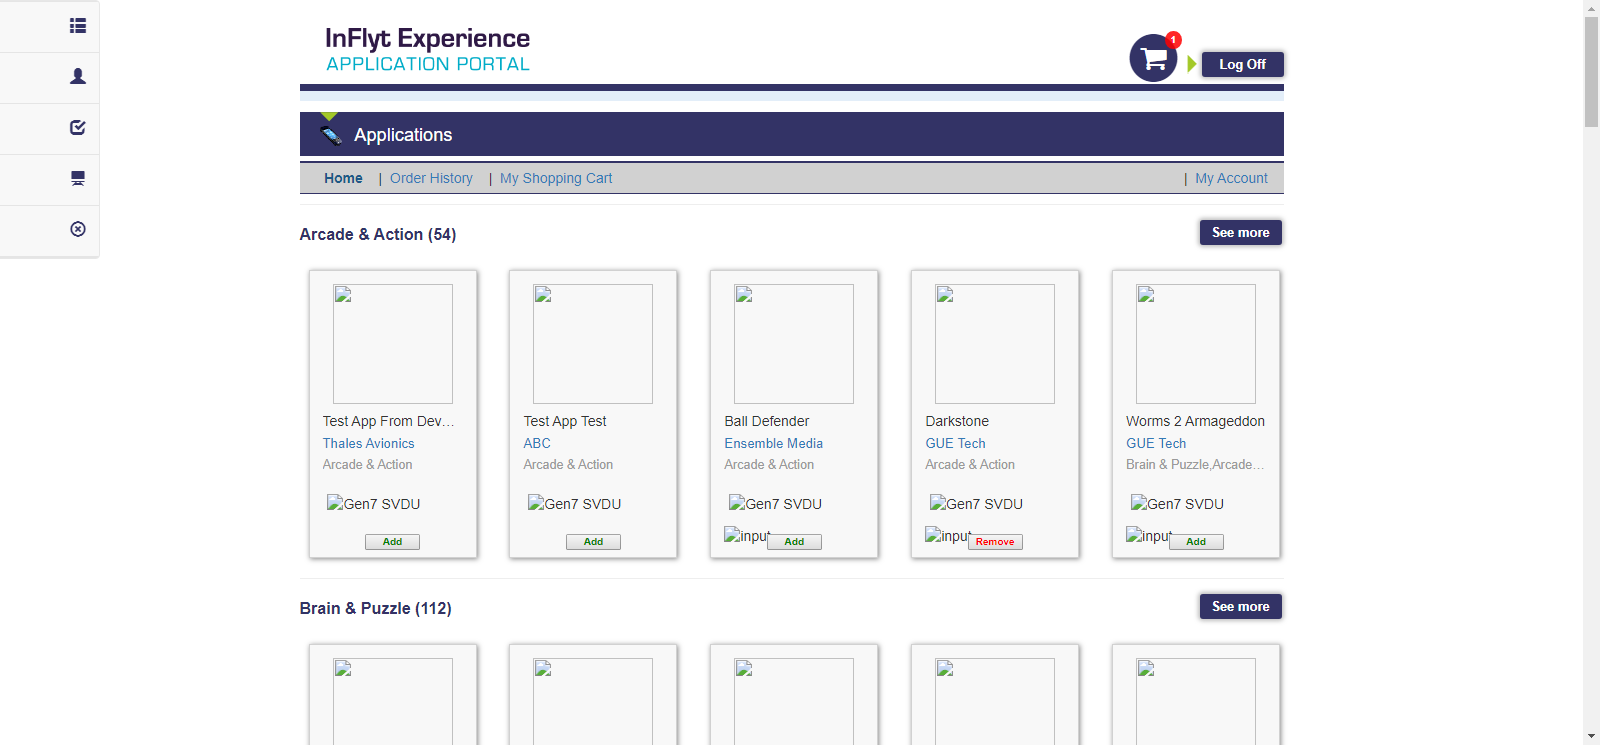 InFlyt Experience
APPLICATION PORTAL
1
Log Off
Applications
Home | Order History | My Shopping Cart | My Account
Arcade & Action (54)
See more
Test App From Dev...
Thales Avionics
Arcade & Action
Gen7 SVDU
Add
Test App Test
ABC
Arcade & Action
Gen7 SVDU
Add
Ball Defender
Ensemble Media
Arcade & Action
Gen7 SVDU
input
Add
Darkstone
GUE Tech
Arcade & Action
Gen7 SVDU
input
Remove
Worms 2 Armageddon
GUE Tech
Brain & Puzzle,Arcade...
Gen7 SVDU
input
Add
Brain & Puzzle (112)
See more